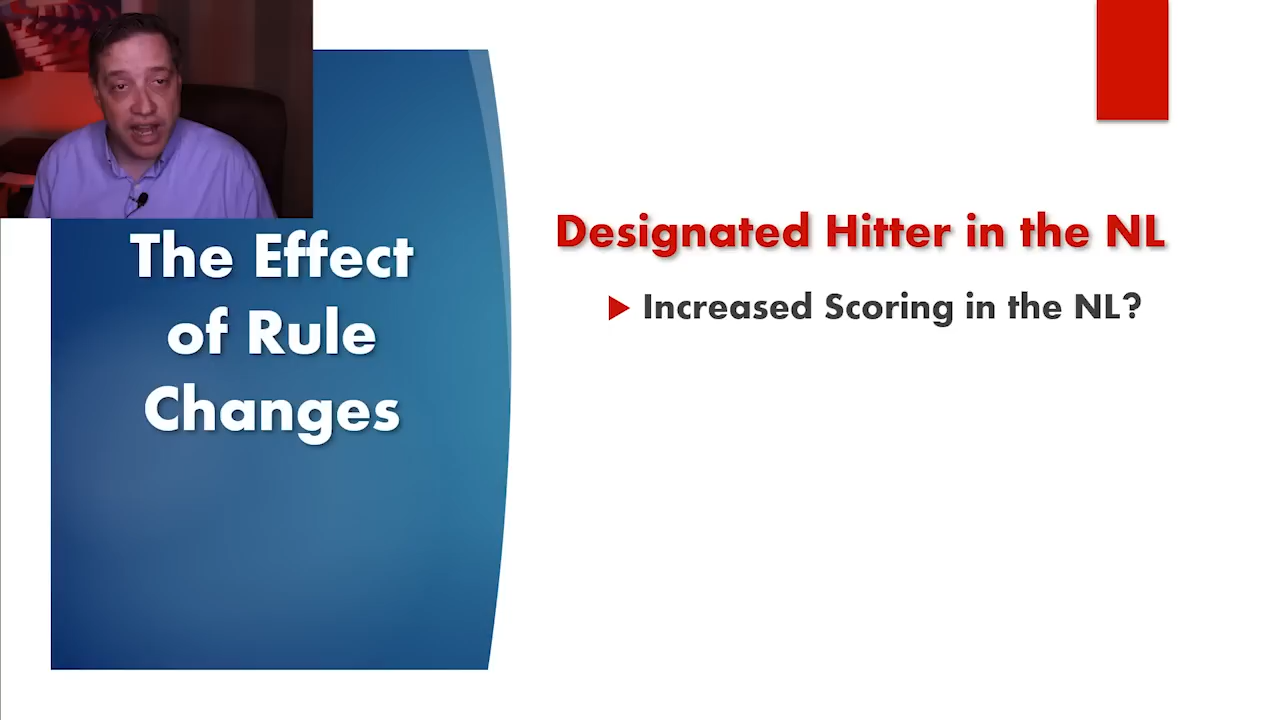 The Effect
of Rule
Changes
Designated Hitter in the NL
Increased Scoring in the NL?